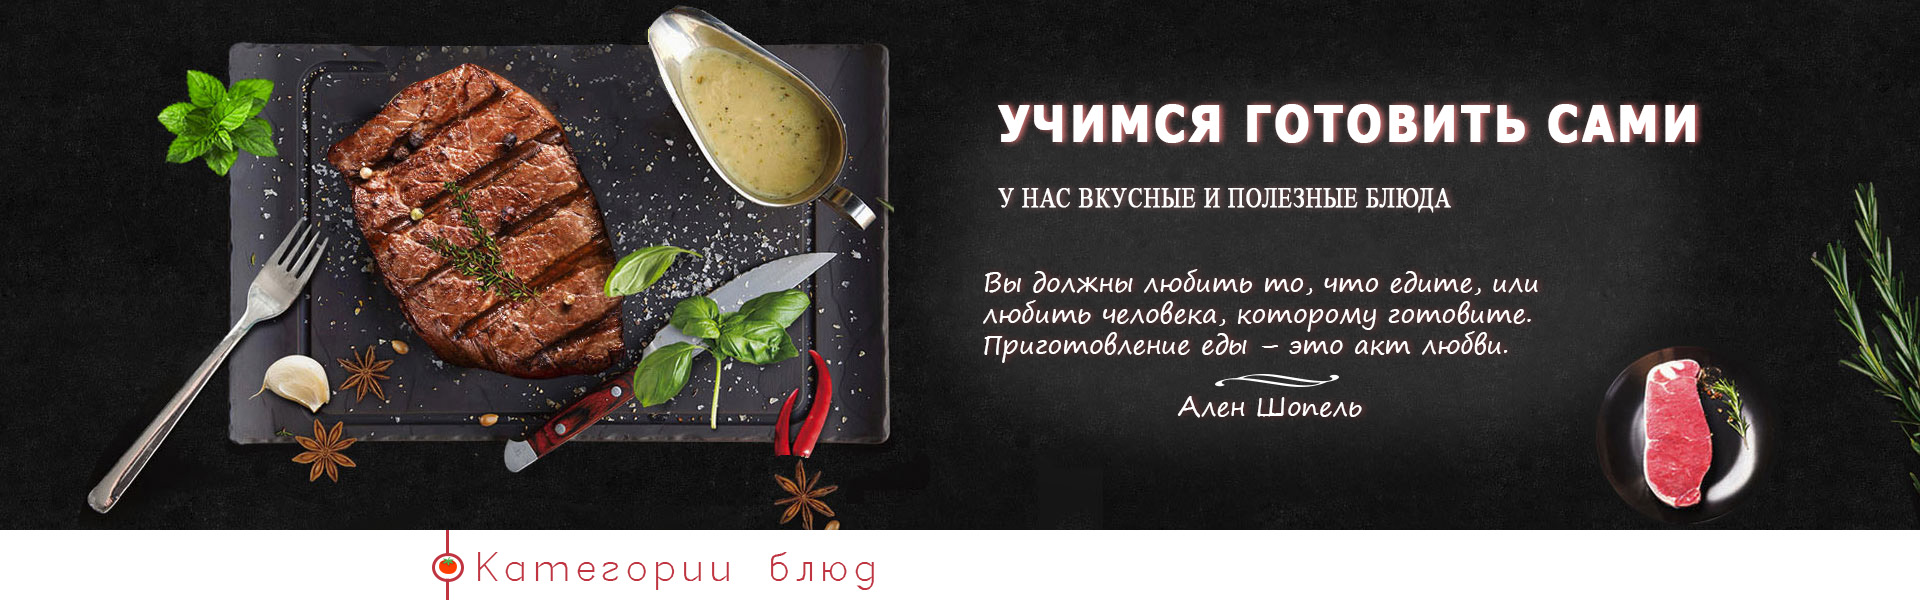 УЧИМСЯ ГОТОВИТЬ САМИ
У НАС ВКУСНЫЕ И ПОЛЕЗНЫЕ БЛЮДА
Вы должны любить то, что едите, или
любить человека, которому готовите.
Приготовление еды – это акт любви.
Ален Шопель
Категории блюд